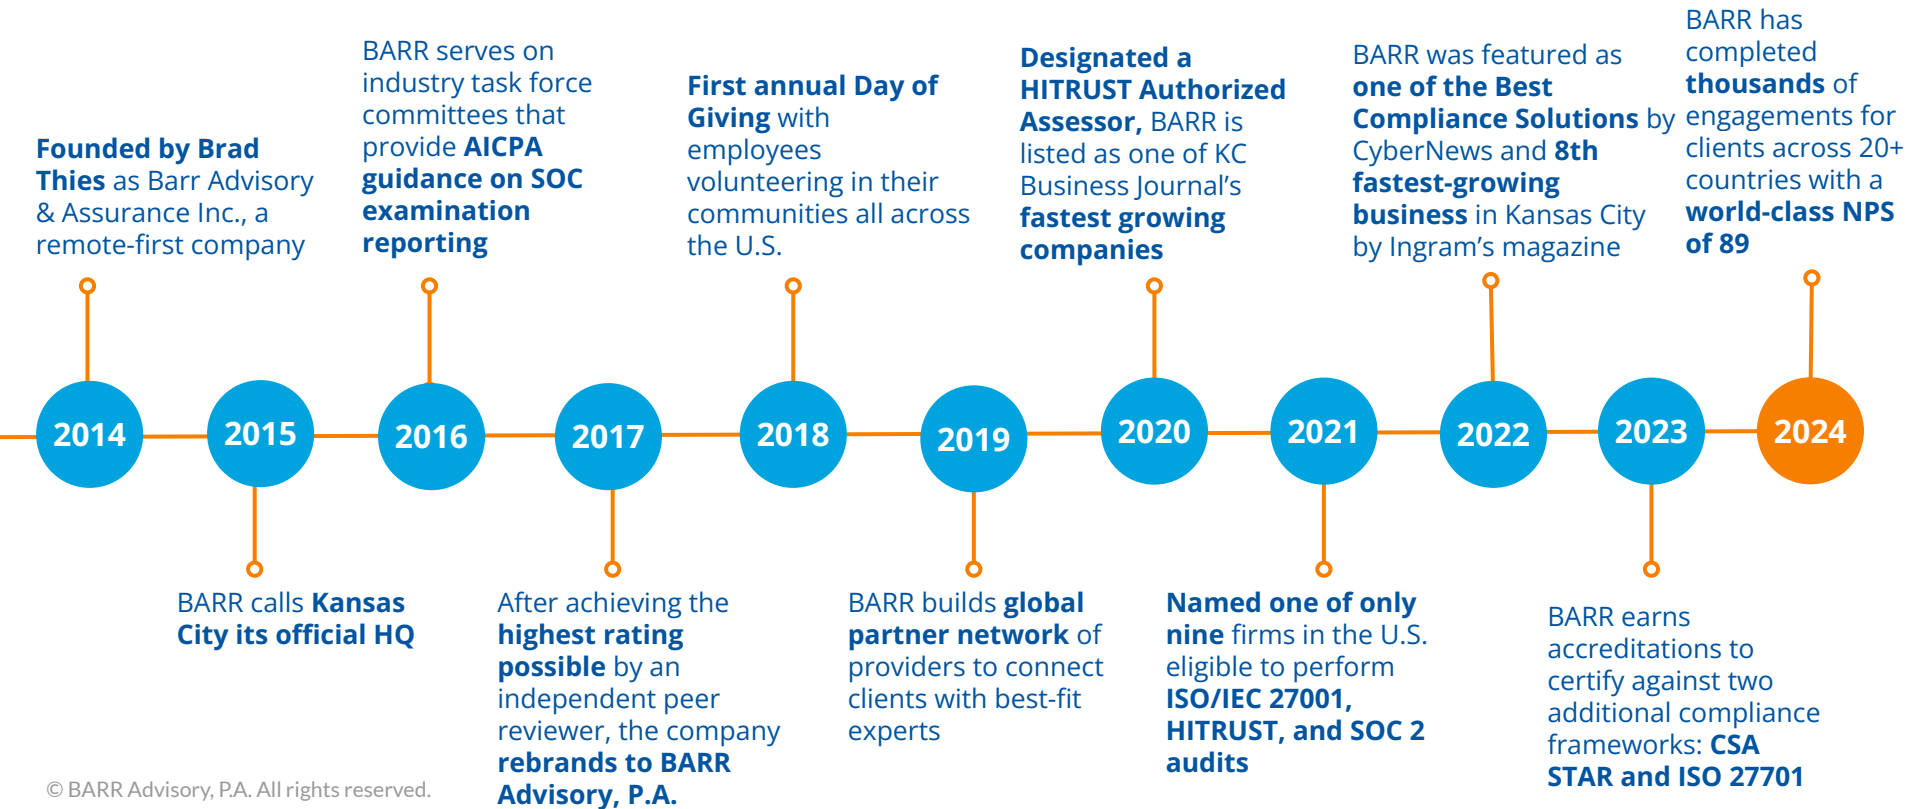 Founded by Brad
Thies as Barr Advisory
& Assurance Inc., a
remote-first company
BARR serves on
industry task force
committees that
provide AICPA
guidance on SOC
examination
reporting
First annual Day of
Giving with
employees
volunteering in their
communities all across
the U.S.
Designated a
HITRUST Authorized
Assessor, BARR is
listed as one of KC
Business Journal's
fastest growing
companies
BARR was featured as
one of the Best
Compliance Solutions by
CyberNews and 8th
fastest-growing
business in Kansas City
by Ingram's magazine
BARR has
completed
thousands of
engagements for
clients across 20+
countries with a
world-class NPS
of 89
2014 2015 2016 2017 2018 2019 2020 2021 2022 2023 2024
BARR calls Kansas
City its official HQ
After achieving the
highest rating
possible by an
independent peer
reviewer, the company
rebrands to BARR
Advisory, P.A.
BARR builds global
partner network of
providers to connect
clients with best-fit
experts
Named one of only
nine firms in the U.S.
eligible to perform
ISO/IEC 27001,
HITRUST, and SOC 2
audits
BARR earns
accreditations to
certify against two
additional compliance
frameworks: CSA
STAR and ISO 27701
© BARR Advisory, P.A. All rights reserved.